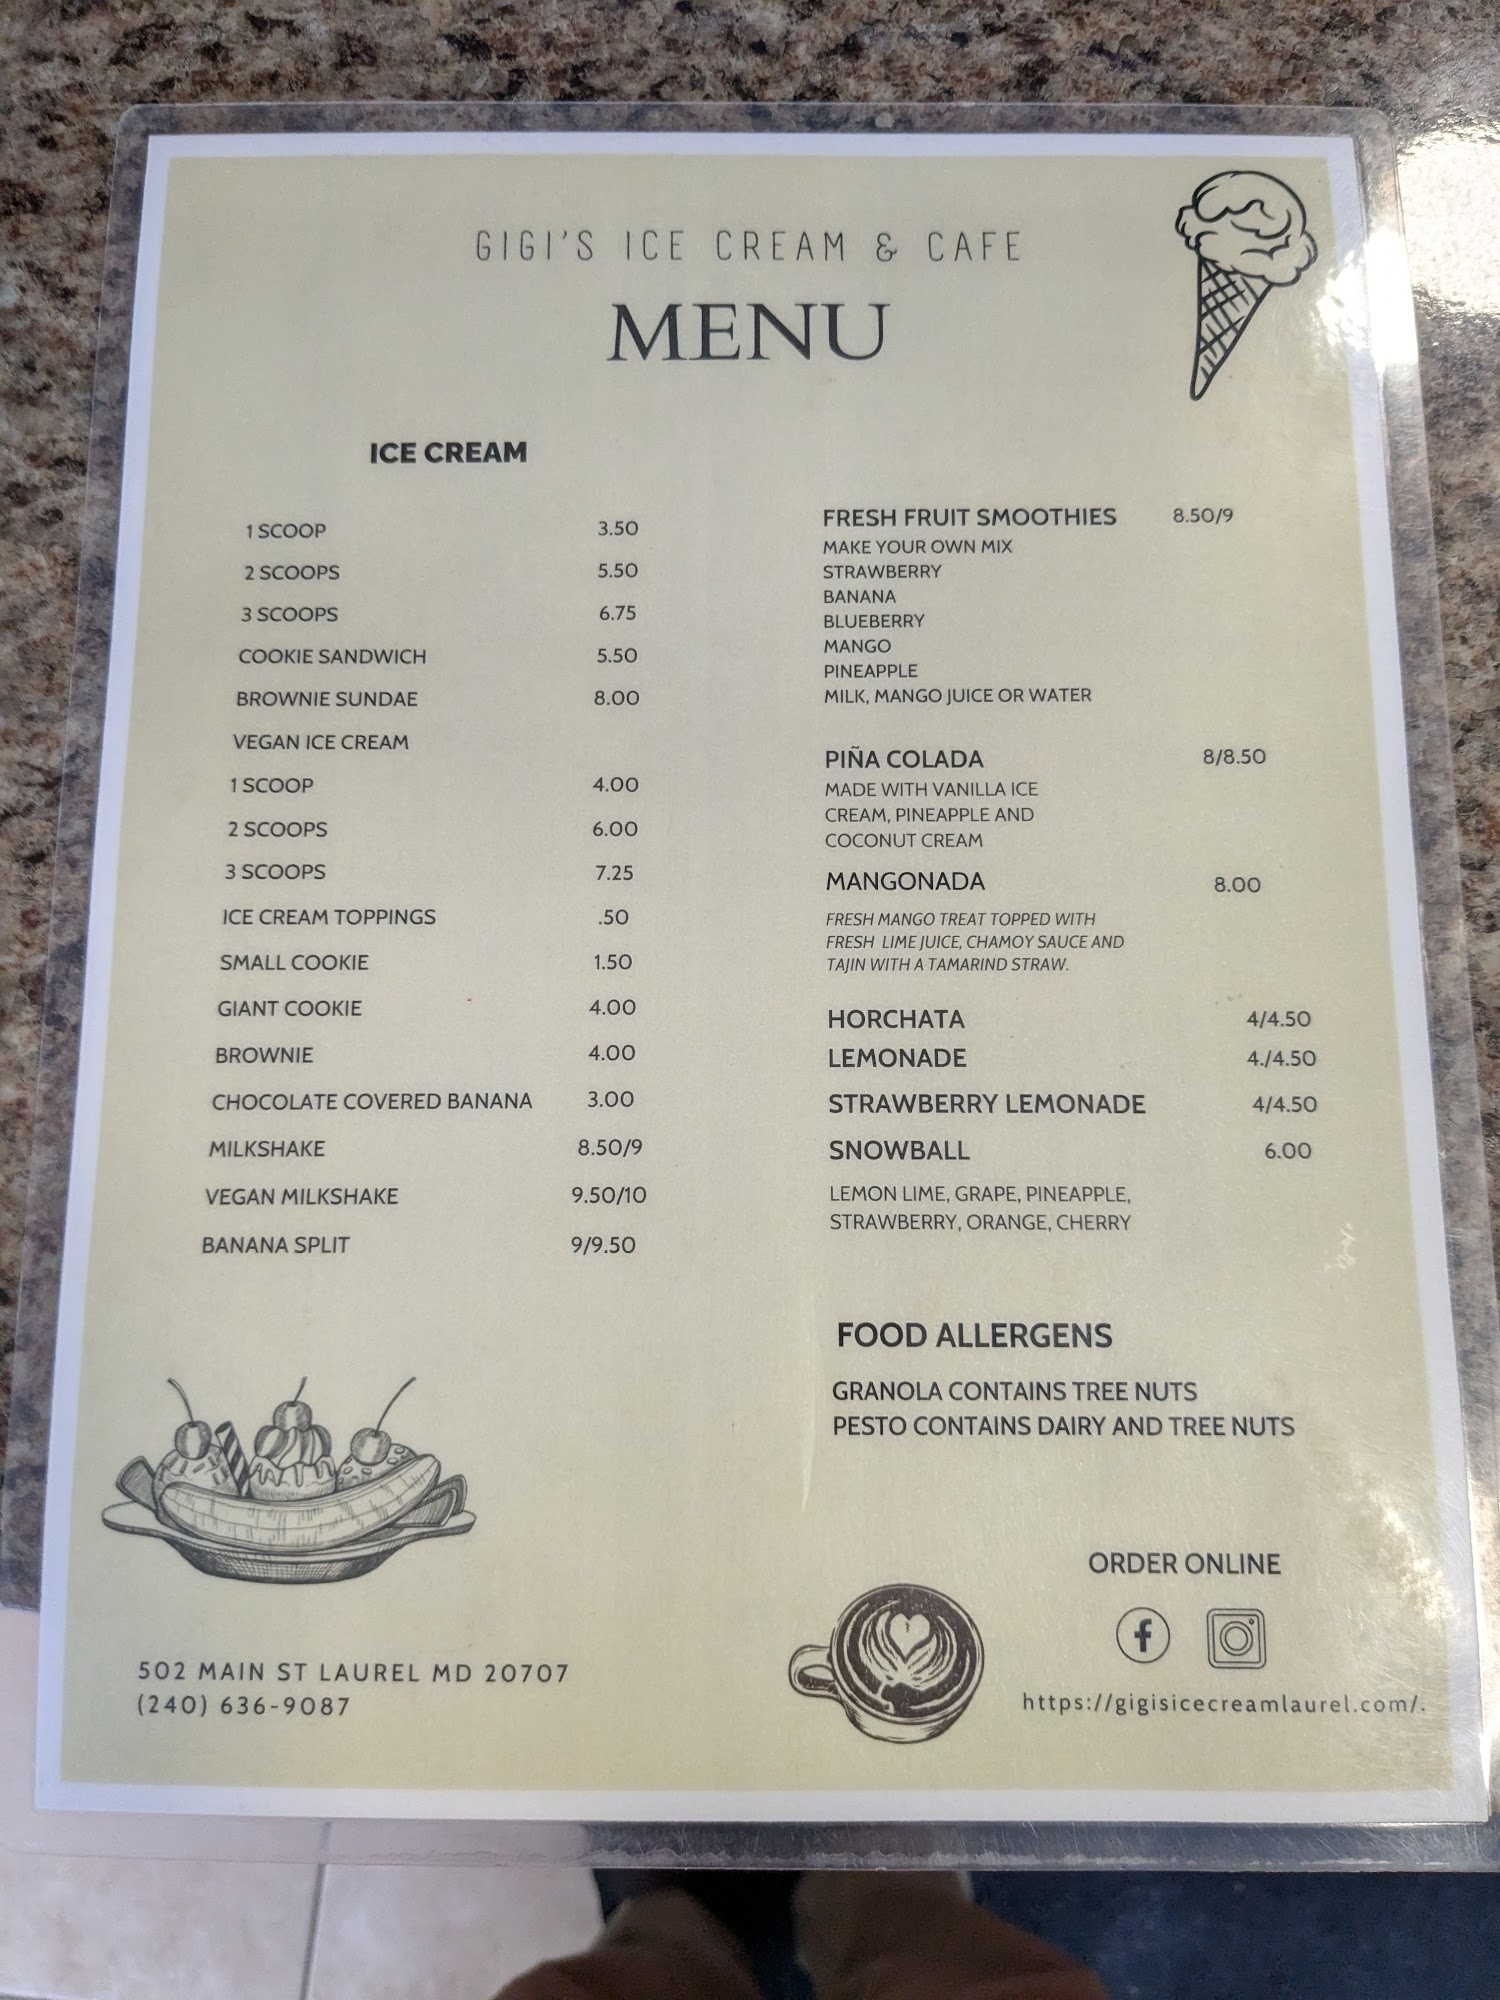 GIGI'S ICE CREAM & CAFE
MENU
ICE CREAM
1 SCOOP 3.50
2 SCOOPS 5.50
3 SCOOPS 6.75
COOKIE SANDWICH 5.50
BROWNIE SUNDAE 8.00
VEGAN ICE CREAM
1 SCOOP 4.00
2 SCOOPS 6.00
3 SCOOPS 7.25
ICE CREAM TOPPINGS .50
SMALL COOKIE 1.50
GIANT COOKIE 4.00
BROWNIE 4.00
CHOCOLATE COVERED BANANA 3.00
MILKSHAKE 8.50/9
VEGAN MILKSHAKE 9.50/10
BANANA SPLIT 9/9.50
FRESH FRUIT SMOOTHIES 8.50/9
MAKE YOUR OWN MIX
STRAWBERRY
BANANA
BLUEBERRY
MANGO
PINEAPPLE
MILK, MANGO JUICE OR WATER
PIÑA COLADA 8/8.50
MADE WITH VANILLA ICE
CREAM, PINEAPPLE AND
COCONUT CREAM
MANGONADA 8.00
FRESH MANGO TREAT TOPPED WITH
FRESH LIME JUICE, CHAMOY SAUCE AND
TAJIN WITH A TAMARIND STRAW.
HORCHATA 4/4.50
LEMONADE 4./4.50
STRAWBERRY LEMONADE 4/4.50
SNOWBALL 6.00
LEMON LIME, GRAPE, PINEAPPLE,
STRAWBERRY, ORANGE, CHERRY
FOOD ALLERGENS
GRANOLA CONTAINS TREE NUTS
PESTO CONTAINS DAIRY AND TREE NUTS
ORDER ONLINE
https://gigisicecreamlaurel.com/.
502 MAIN ST LAUREL MD 20707
(240) 636-9087